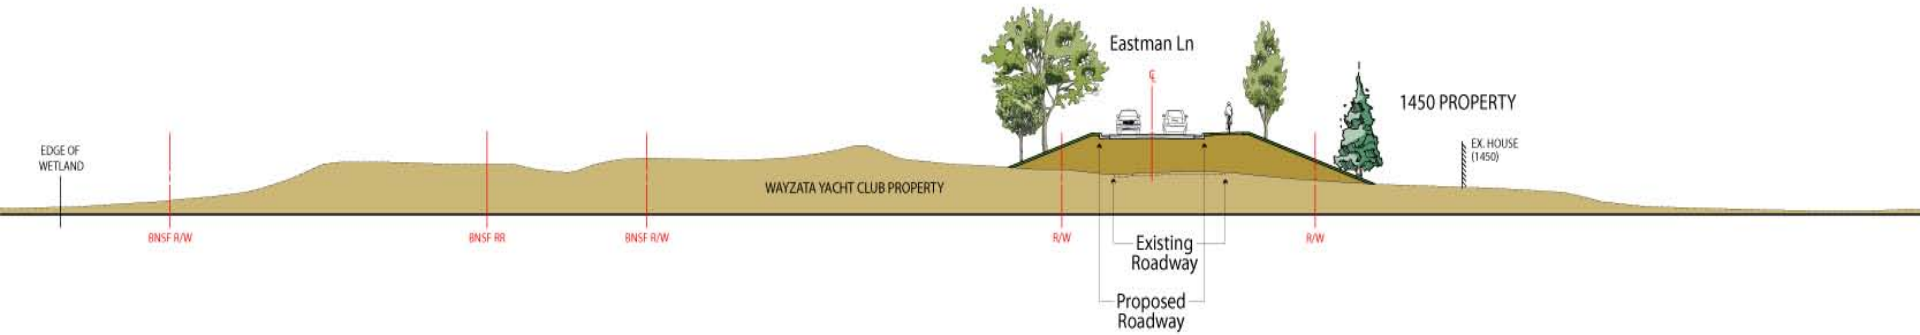 Eastman Ln
℄
1450 PROPERTY
EDGE OF
WETLAND
EX. HOUSE
(1450)
WAYZATA YACHT CLUB PROPERTY
BNSF R/W
BNSF RR
BNSF R/W
R/W
R/W
Existing
Roadway
Proposed
Roadway